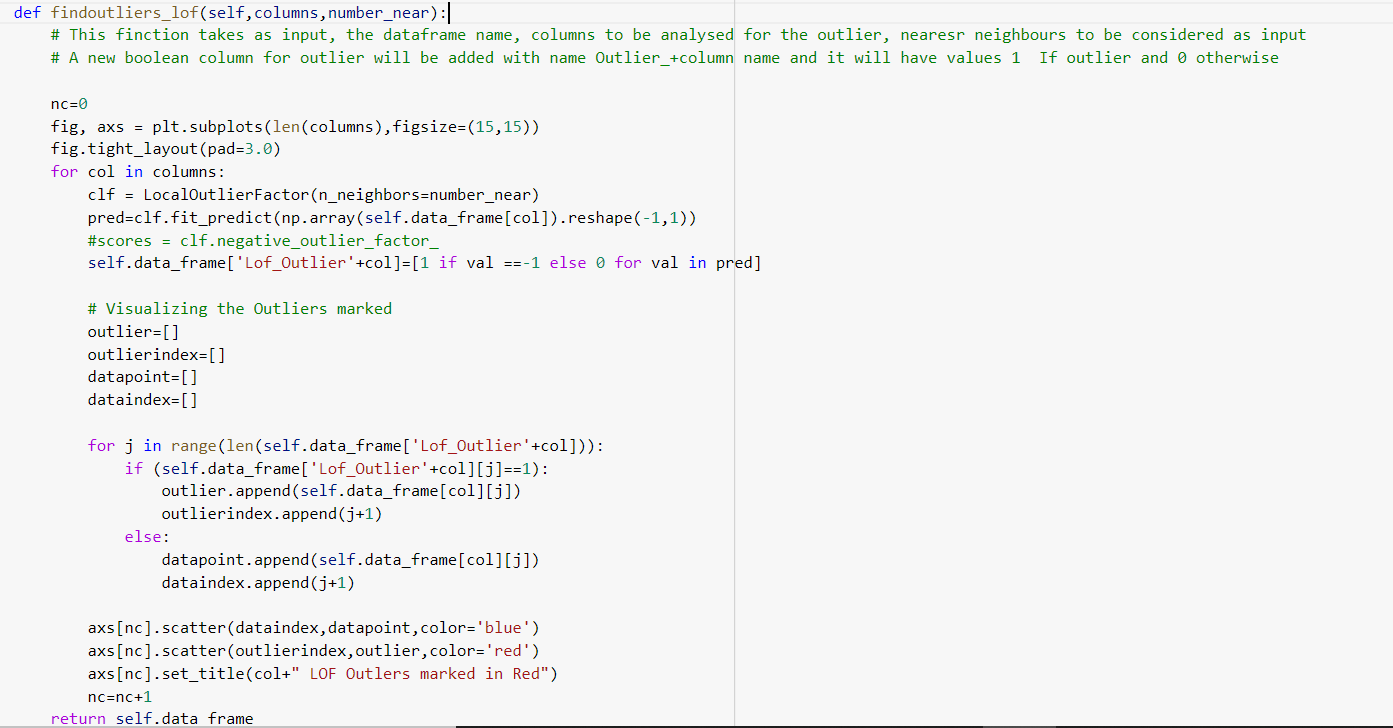 def findoutliers_lof(self,columns,number_near):
    # This finction takes as input, the dataframe name, columns to be analysed for the outlier, nearesr neighbours to be considered as input
    # A new boolean column for outlier will be added with name Outlier_+column name and it will have values 1  If outlier and 0 otherwise
    nc=0
    fig, axs = plt.subplots(len(columns),figsize=(15,15))
    fig.tight_layout(pad=3.0)
    for col in columns:
        clf = LocalOutlierFactor(n_neighbors=number_near)
        pred=clf.fit_predict(np.array(self.data_frame[col]).reshape(-1,1))
        #scores = clf.negative_outlier_factor_
        self.data_frame['Lof_Outlier'+col]=[1 if val ==-1 else 0 for val in pred]
        # Visualizing the Outliers marked
        outlier=[]
        outlierindex=[]
        datapoint=[]
        dataindex=[]
        for j in range(len(self.data_frame['Lof_Outlier'+col])):
            if (self.data_frame['Lof_Outlier'+col][j]==1):
                outlier.append(self.data_frame[col][j])
                outlierindex.append(j+1)
            else:
                datapoint.append(self.data_frame[col][j])
                dataindex.append(j+1)
        axs[nc].scatter(dataindex,datapoint,color='blue')
        axs[nc].scatter(outlierindex,outlier,color='red')
        axs[nc].set_title(col+" LOF Outlers marked in Red")
        nc=nc+1
    return self.data_frame